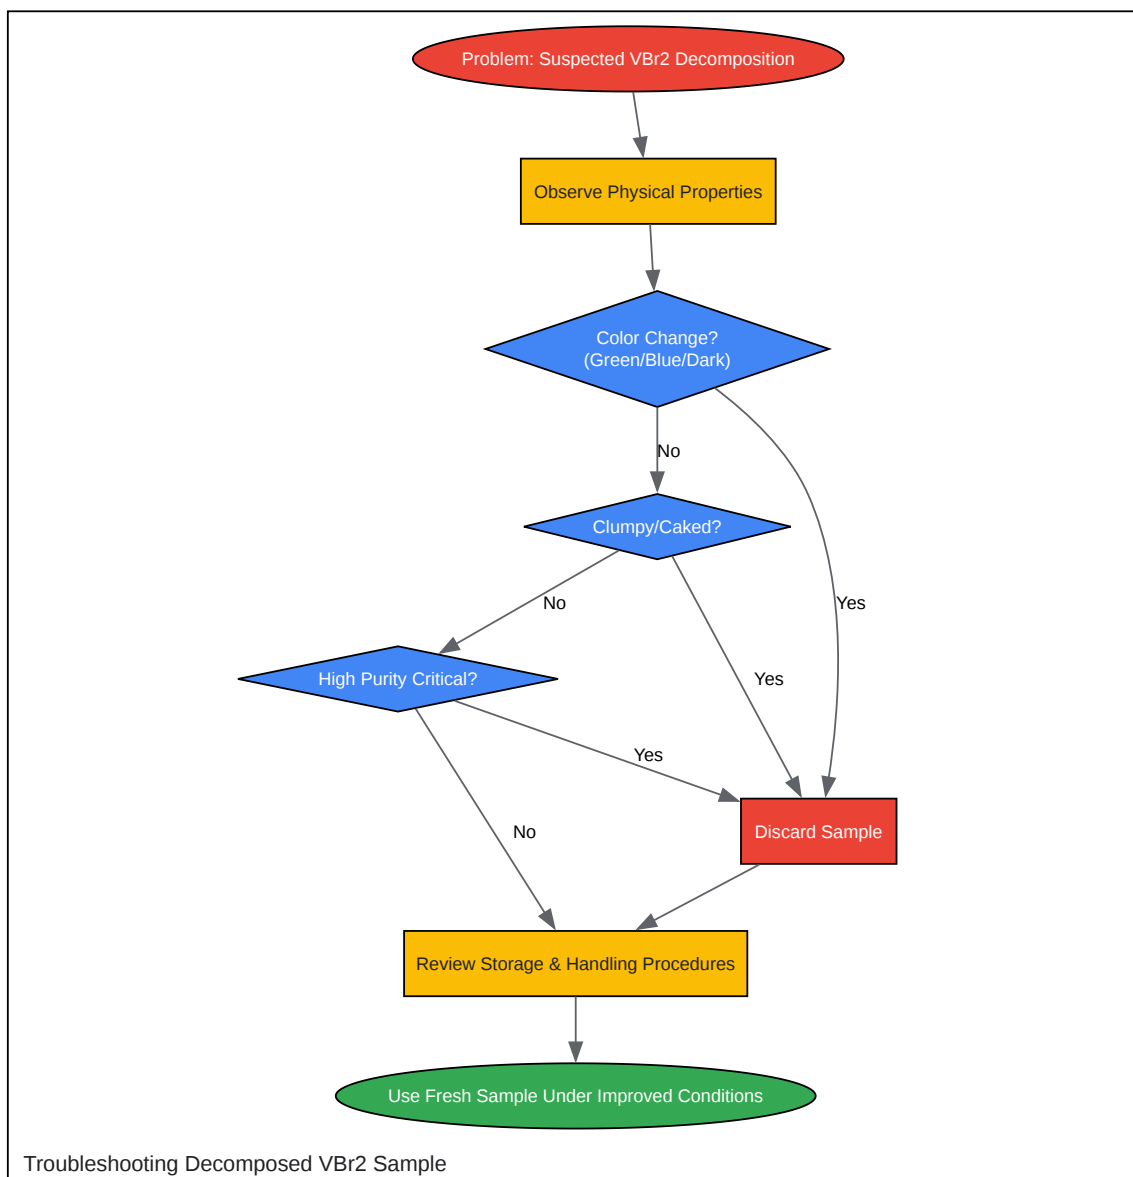 Problem: Suspected VBr2 Decomposition
Observe Physical Properties
Color Change?
(Green/Blue/Dark)
No
Clumpy/Caked?
No
Yes
High Purity Critical?
Yes
Yes
No
Discard Sample
Review Storage & Handling Procedures
Use Fresh Sample Under Improved Conditions
Troubleshooting Decomposed VBr2 Sample